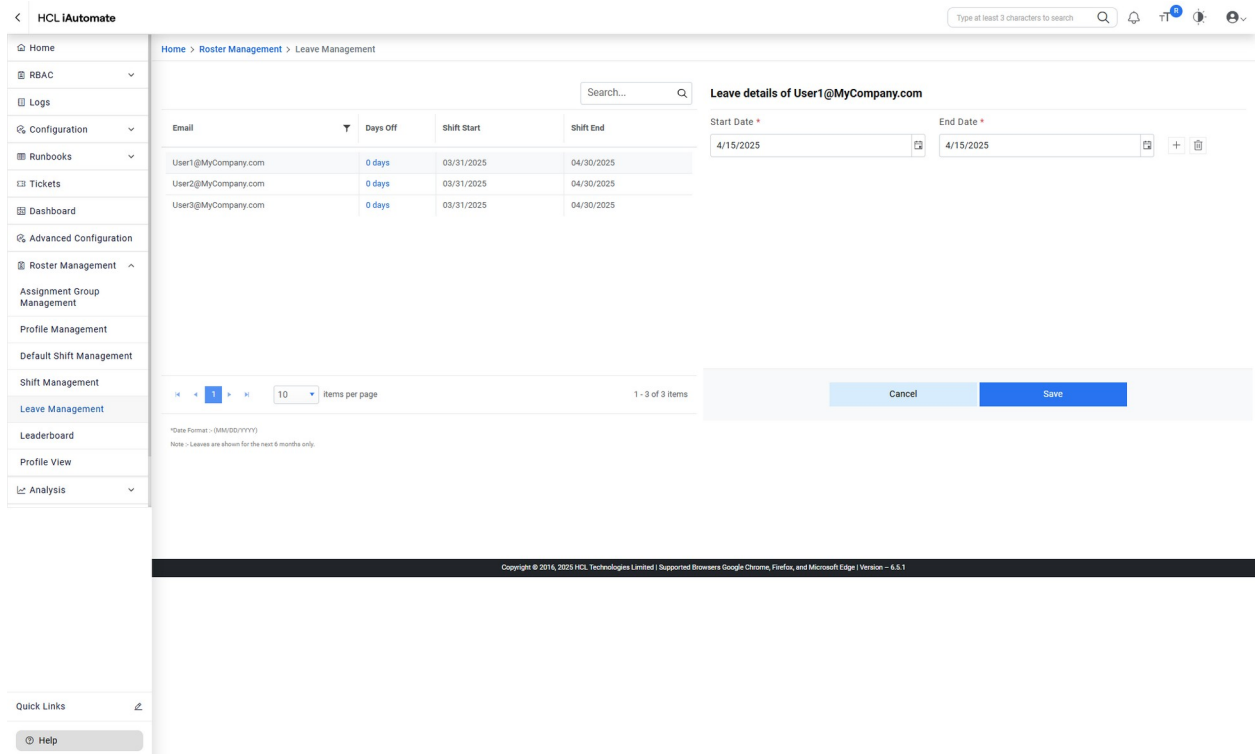 HCL iAutomate
Type at least 3 characters to search
R
Home
RBAC
Logs
Configuration
Runbooks
Tickets
Dashboard
Advanced Configuration
Roster Management
Assignment Group
Management
Profile Management
Default Shift Management
Shift Management
Leave Management
Leaderboard
Profile View
Analysis
Quick Links
Help
Home > Roster Management > Leave Management
Search...
Email Days Off Shift Start Shift End
User1@MyCompany.com 0 days 03/31/2025 04/30/2025
User2@MyCompany.com 0 days 03/31/2025 04/30/2025
User3@MyCompany.com 0 days 03/31/2025 04/30/2025
1 10 items per page 1 - 3 of 3 items
*Date Format :- (MM/DD/YYYY)
Note :- Leaves are shown for the next 6 months only.
Leave details of User1@MyCompany.com
Start Date * End Date *
4/15/2025 4/15/2025
Cancel Save
Copyright © 2016, 2025 HCL Technologies Limited | Supported Browsers Google Chrome, Firefox, and Microsoft Edge | Version – 6.5.1